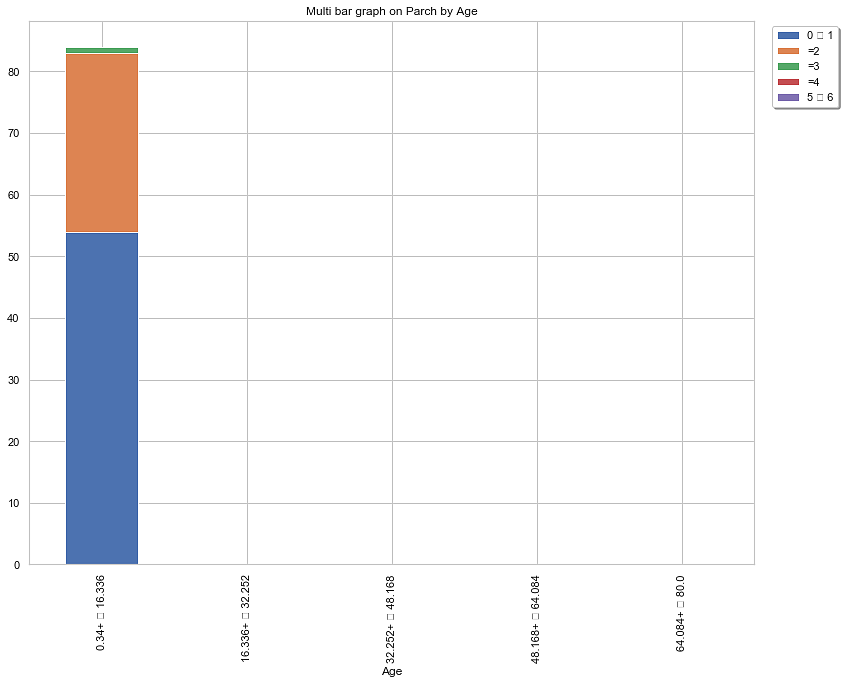 Multi bar graph on Parch by Age
0 □ 1
=2
=3
=4
5 □ 6
80
70
60
50
40
30
20
10
0
0.34+ □ 16.336
16.336+ □ 32.252
32.252+ □ 48.168
48.168+ □ 64.084
64.084+ □ 80.0
Age